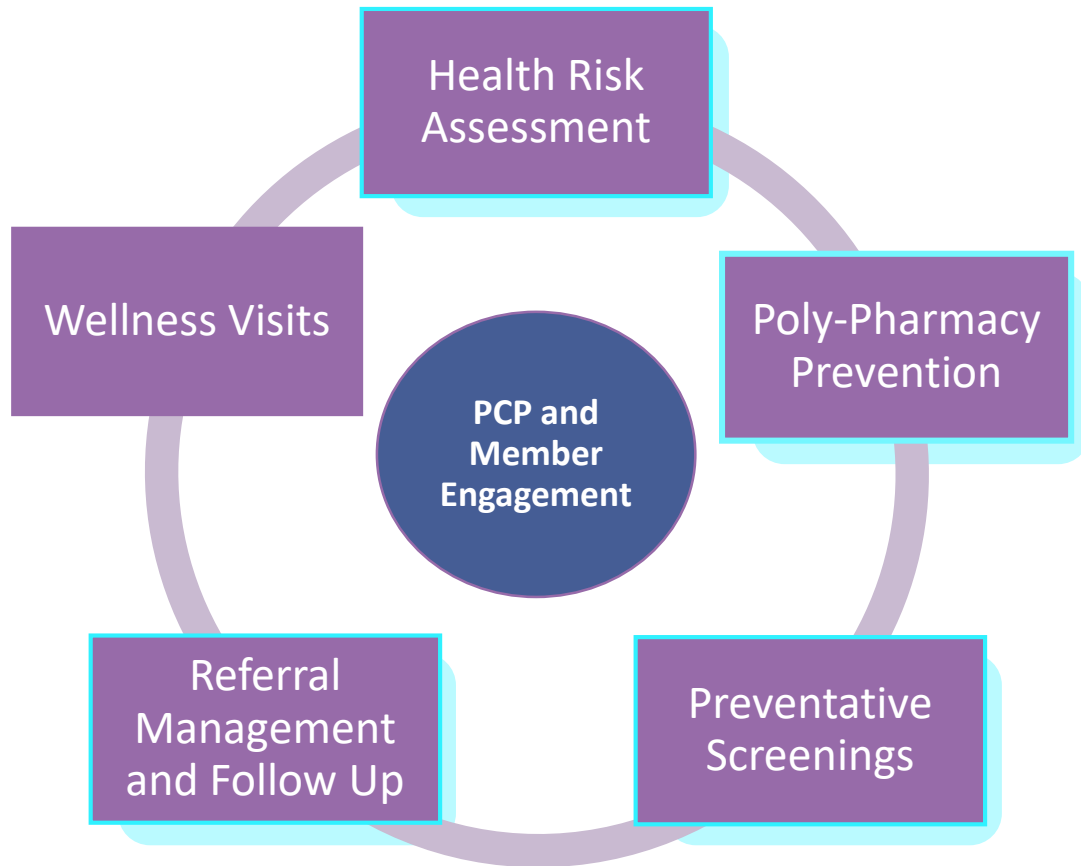 Health Risk
Assessment
Wellness Visits
Poly-Pharmacy
Prevention
PCP and
Member
Engagement
Referral
Management
and Follow Up
Preventative
Screenings